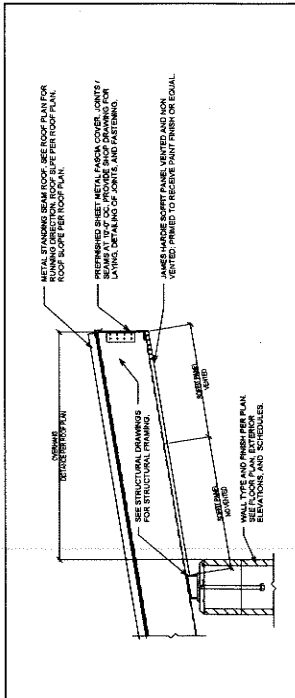 METAL STANDING SEAM ROOF. SEE ROOF PLAN FOR
RUNNING DIRECTION. ROOF SLPE PER ROOF PLAN.
ROOF SLOPE PER ROOF PLAN.
PREFINISHED SHEET METAL FASCIA COVER. JOINTS /
SEAMS AT 10'-0" OC. PROVIDE SHOP DRAWING FOR
LAYING, DETAILING OF JOINTS, AND FASTENING.
JAMES HARDIE SOFFIT PANEL VENTED AND NON
VENTED; PRIMED TO RECEIVE PAINT FINISH OR EQUAL.
OVERHANG
DISTANCE PER ROOF PLAN
SEE STRUCTURAL DRAWINGS
FOR STRUCTURAL FRAMING.
SOFFIT PANEL
VENTED
SOFFIT PANEL
NO VENTED
WALL TYPE AND FINISH PER PLAN.
SEE FLOOR PLAN, EXTERIOR
ELEVATIONS, AND SCHEDULES.